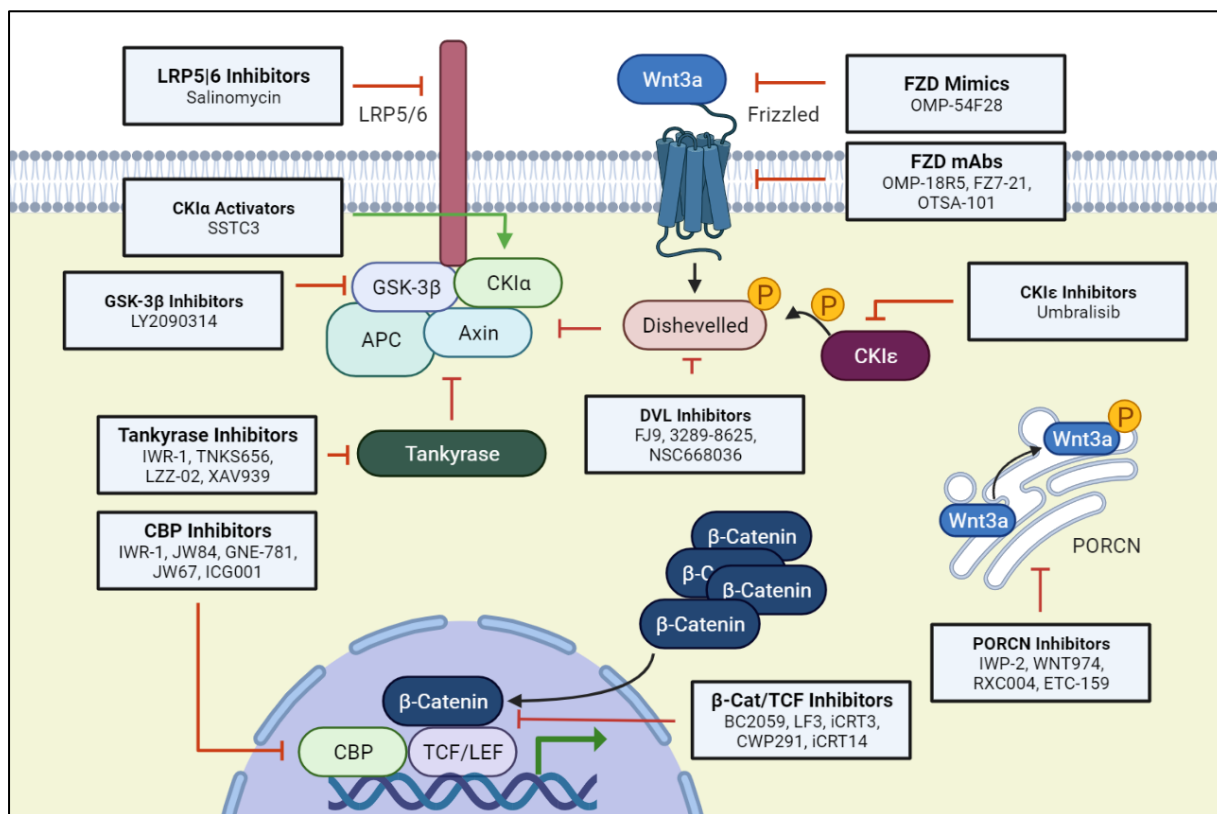 LRP5|6 Inhibitors
Salinomycin
LRP5/6
Wnt3a
Frizzled
FZD Mimics
OMP-54F28
FZD mAbs
OMP-18R5, FZ7-21,
OTSA-101
CKIα Activators
SSTC3
GSK-3β Inhibitors
LY2090314
GSK-3β
CKIα
APC
Axin
Dishevelled
P
P
CKIε
CKIε Inhibitors
Umbralisib
DVL Inhibitors
FJ9, 3289-8625,
NSC668036
Tankyrase Inhibitors
IWR-1, TNKS656,
LZZ-02, XAV939
Tankyrase
CBP Inhibitors
IWR-1, JW84, GNE-781,
JW67, ICG001
β-Catenin
β-C
β-Catenin
β-Catenin
P
Wnt3a
Wnt3a
PORCN
PORCN Inhibitors
IWP-2, WNT974,
RXC004, ETC-159
β-Catenin
CBP
TCF/LEF
β-Cat/TCF Inhibitors
BC2059, LF3, iCRT3,
CWP291, iCRT14